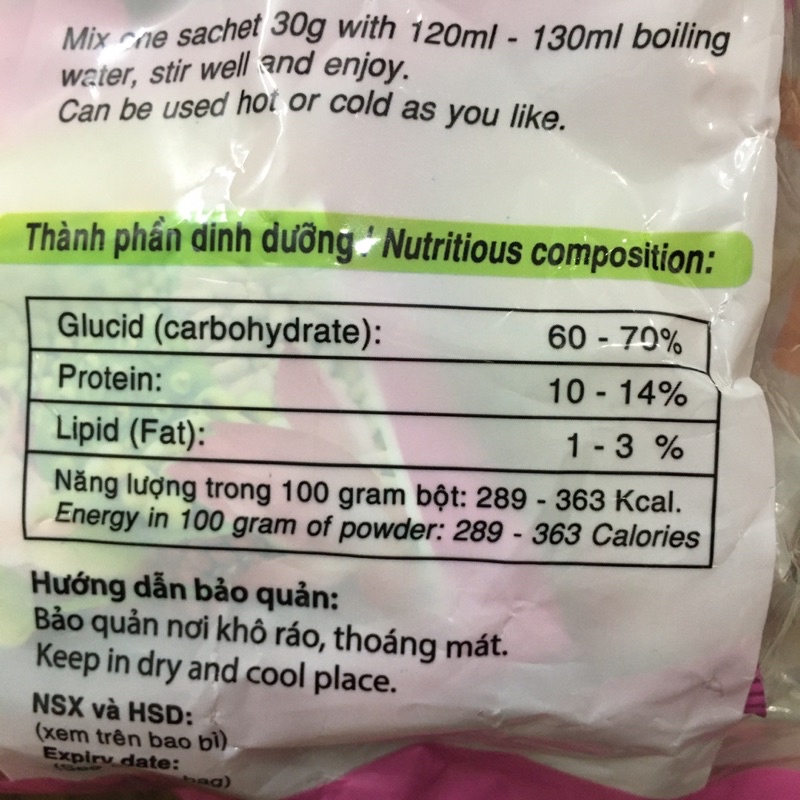 Mix one sachet 30g with 120ml - 130ml boiling
water, stir well and enjoy.
Can be used hot or cold as you like.
Thành phần dinh dưỡng / Nutritious composition:
Glucid (carbohydrate): 60 - 70%
Protein: 10 - 14%
Lipid (Fat): 1 - 3 %
Năng lượng trong 100 gram bột: 289 - 363 Kcal.
Energy in 100 gram of powder: 289 - 363 Calories
Hướng dẫn bảo quản:
Bảo quản nơi khô ráo, thoáng mát.
Keep in dry and cool place.
NSX và HSD:
(xem trên bao bì)
Expiry date:
bag)